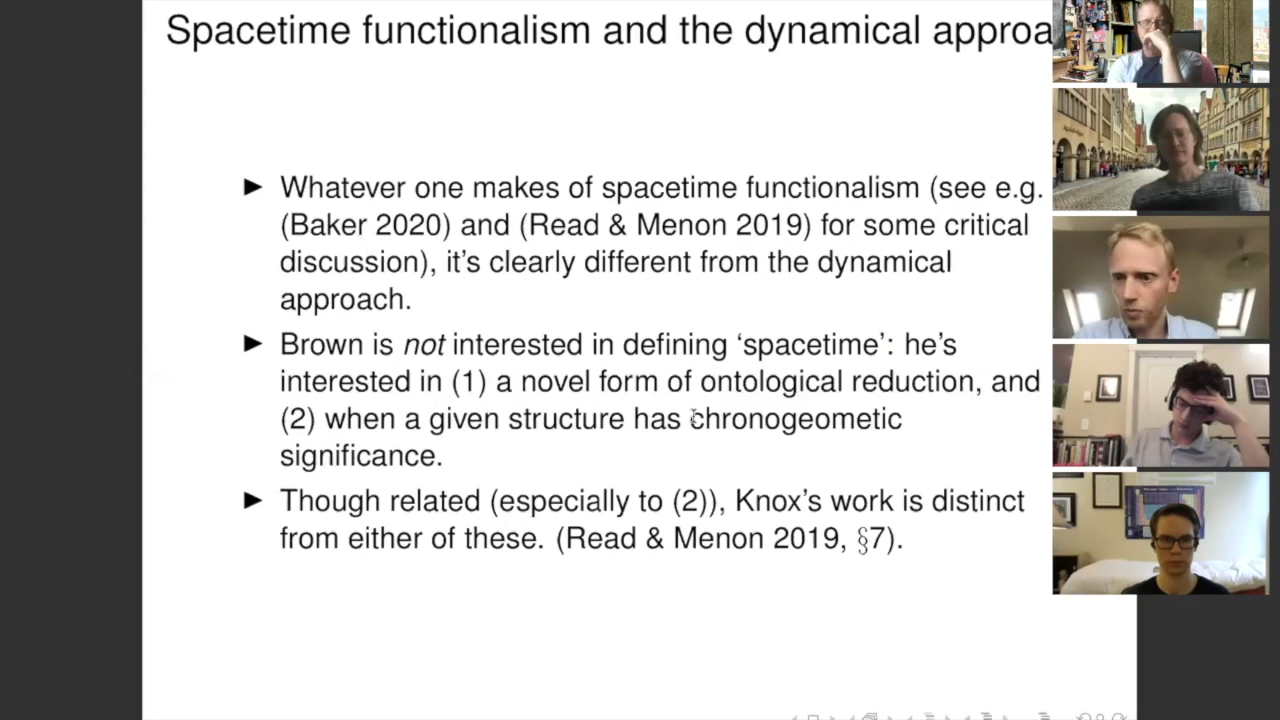 Spacetime functionalism and the dynamical approa
Whatever one makes of spacetime functionalism (see e.g.
(Baker 2020) and (Read & Menon 2019) for some critical
discussion), it's clearly different from the dynamical
approach.
Brown is not interested in defining ‘spacetime’: he's
interested in (1) a novel form of ontological reduction, and
(2) when a given structure has chronogeometic
significance.
Though related (especially to (2)), Knox's work is distinct
from either of these. (Read & Menon 2019, §7).